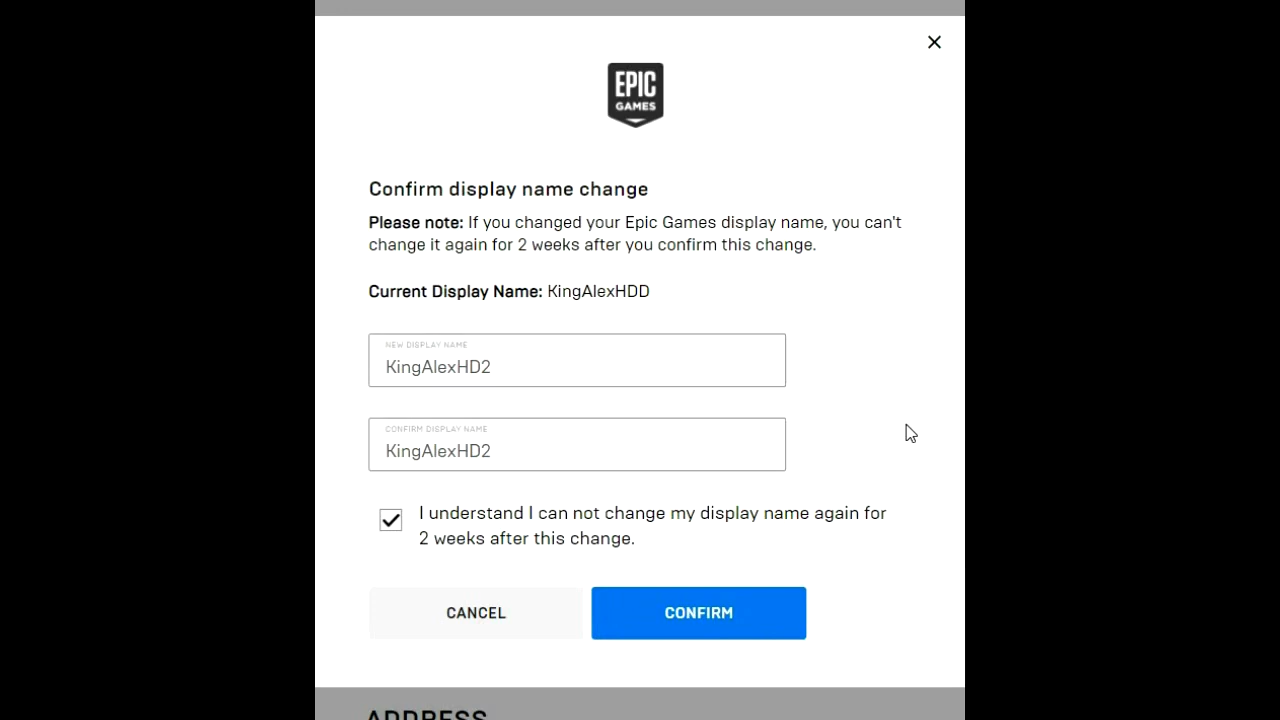 EPIC
GAMES
Confirm display name change
Please note: If you changed your Epic Games display name, you can't
change it again for 2 weeks after you confirm this change.
Current Display Name: KingAlexHDD
NEW DISPLAY NAME
KingAlexHD2
CONFIRM DISPLAY NAME
KingAlexHD2
I understand I can not change my display name again for
2 weeks after this change.
CANCEL CONFIRM
ADDRESS